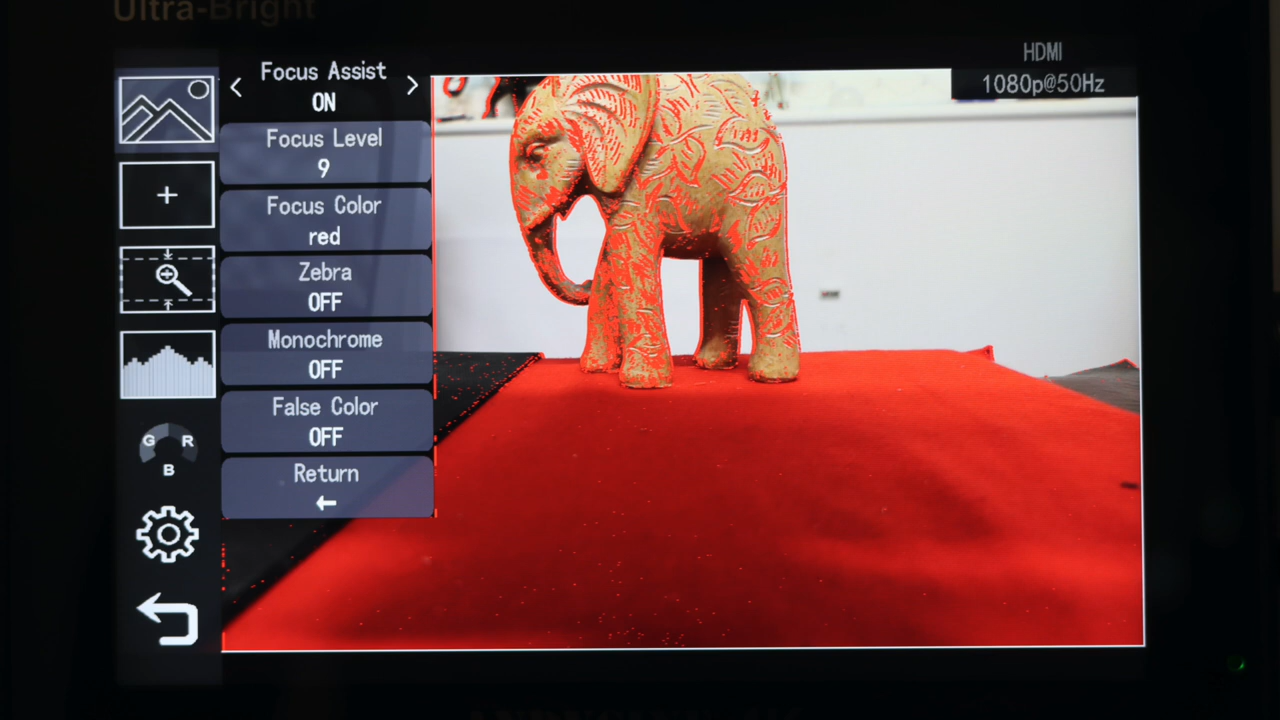 Ultra-Bright
HDMI
1080p@50Hz
Focus Assist
ON
Focus Level
9
Focus Color
red
Zebra
OFF
Monochrome
OFF
False Color
OFF
Return
G R
B